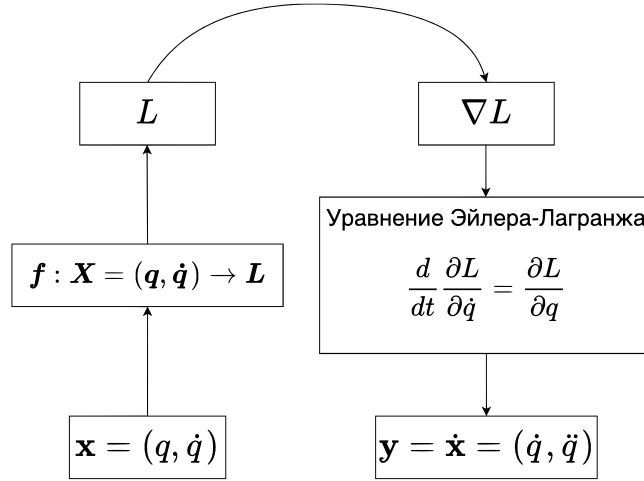 L
∇L
Уравнение Эйлера-Лагранжа
d/dt ∂L/∂q̇ = ∂L/∂q
f : X = (q, q̇) → L
x = (q, q̇)
y = ẋ = (q̇, q̈)